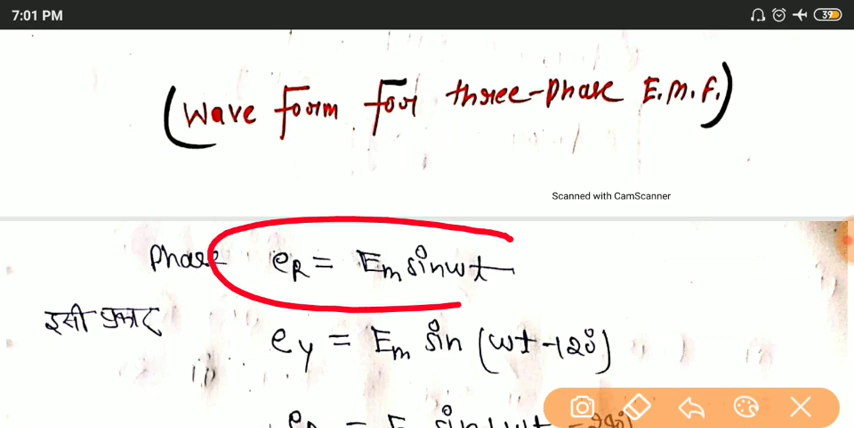 7:01 PM 39
(Wave form for three-phase E.M.F.)
Scanned with CamScanner
Phase eR = Em sinwt
इसी प्रकार
ey = Em sin (wt-120°)